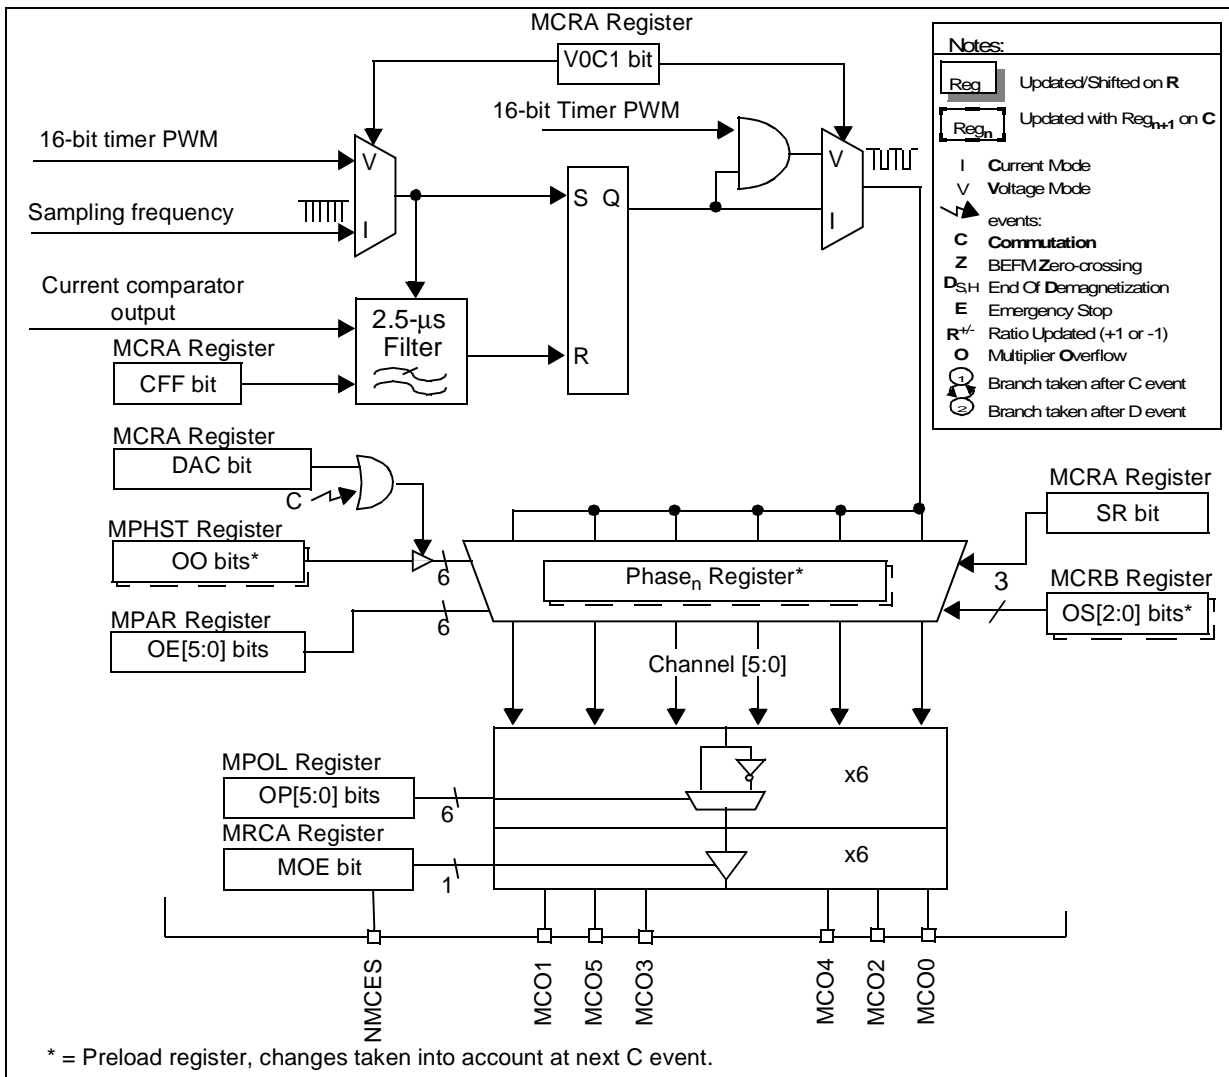 MCRA Register
V0C1 bit
16-bit Timer PWM
16-bit timer PWM
V
V
Sampling frequency
I
S Q
I
Current comparator
output
2.5-μs
Filter
R
MCRA Register
CFF bit
MCRA Register
DAC bit
C
MPHST Register
OO bits*
6
MPAR Register
OE[5:0] bits
6
Phasen Register*
MCRA Register
SR bit
3
MCRB Register
OS[2:0] bits*
Channel [5:0]
MPOL Register
OP[5:0] bits
6
x6
MRCA Register
MOE bit
1
x6
NMCES
MCO1
MCO5
MCO3
MCO4
MCO2
MCO0
* = Preload register, changes taken into account at next C event.
Notes:
Reg Updated/Shifted on R
Regn Updated with Regn+1 on C
I Current Mode
V Voltage Mode
events:
C Commutation
Z BEFM Zero-crossing
DS,H End Of Demagnetization
E Emergency Stop
R+/- Ratio Updated (+1 or -1)
O Multiplier Overflow
1 Branch taken after C event
2 Branch taken after D event